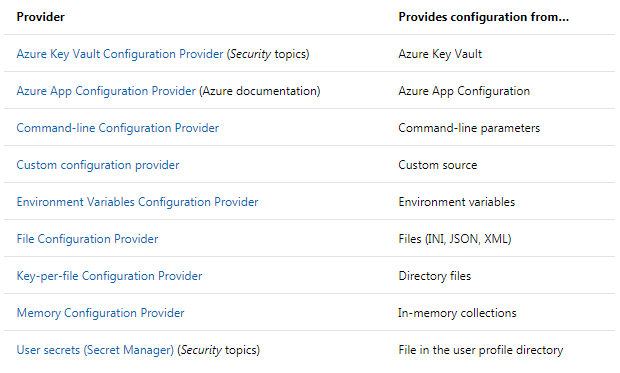 Provider Provides configuration from...
Azure Key Vault Configuration Provider (Security topics) Azure Key Vault
Azure App Configuration Provider (Azure documentation) Azure App Configuration
Command-line Configuration Provider Command-line parameters
Custom configuration provider Custom source
Environment Variables Configuration Provider Environment variables
File Configuration Provider Files (INI, JSON, XML)
Key-per-file Configuration Provider Directory files
Memory Configuration Provider In-memory collections
User secrets (Secret Manager) (Security topics) File in the user profile directory